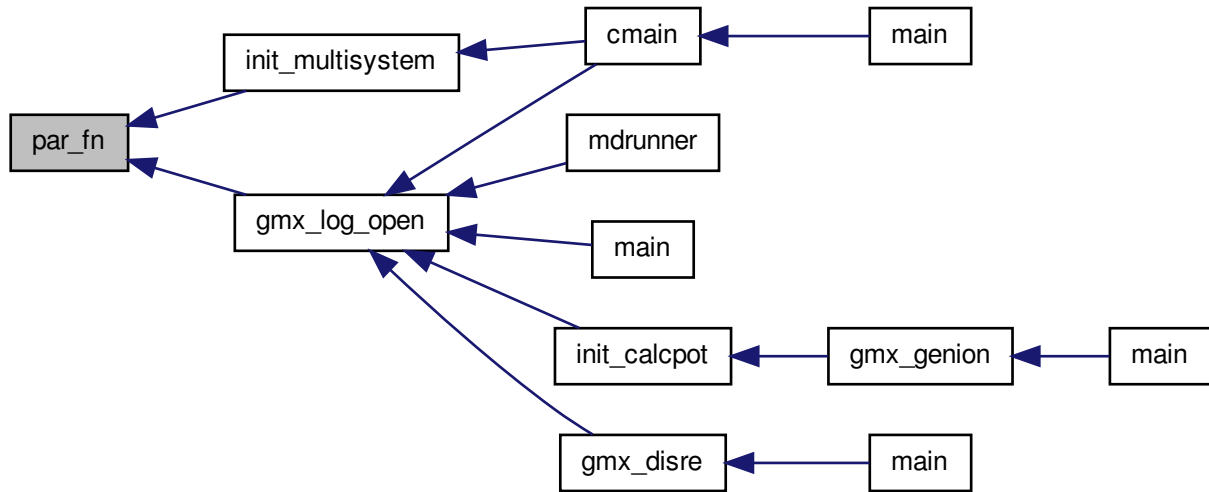 par_fn
init_multisystem
gmx_log_open
cmain
main
mdrunner
main
init_calcpot
gmx_genion
main
gmx_disre
main